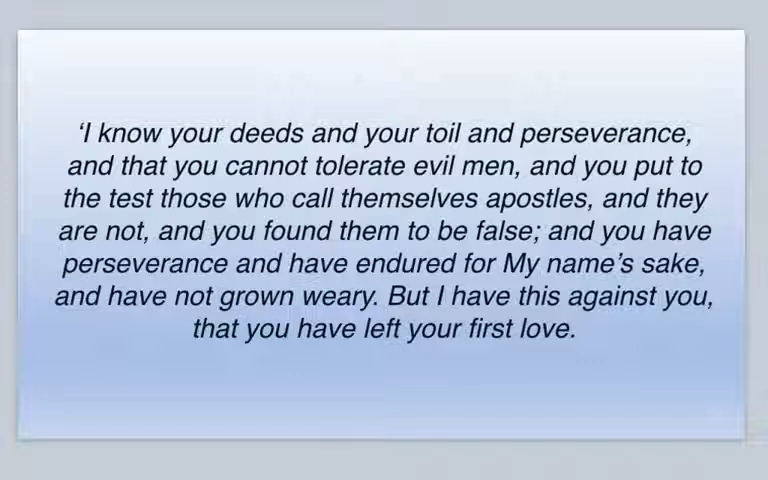 ‘I know your deeds and your toil and perseverance,
and that you cannot tolerate evil men, and you put to
the test those who call themselves apostles, and they
are not, and you found them to be false; and you have
perseverance and have endured for My name’s sake,
and have not grown weary. But I have this against you,
that you have left your first love.